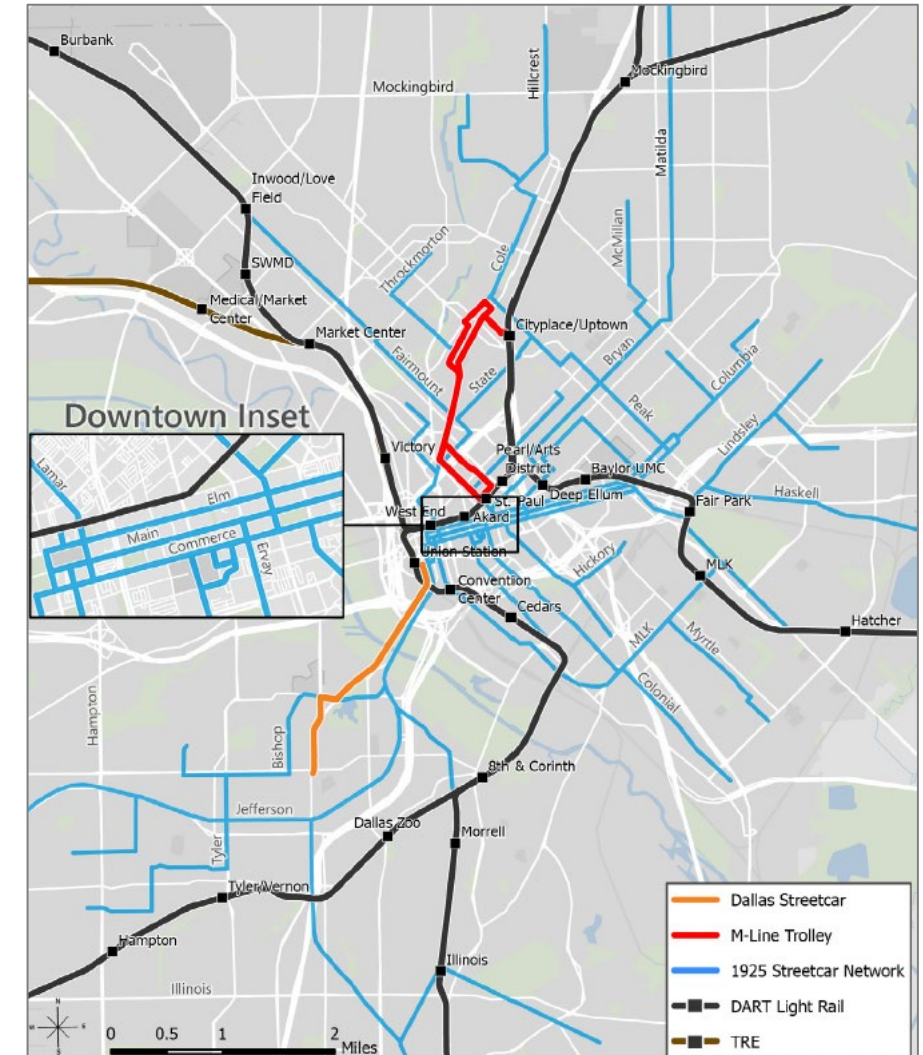 Burbank
Mockingbird
Hillcrest
Mockingbird
Matilda
Inwood/Love
Field
Throckmorton
Cole
McMillan
SWMD
Medical/Market
Center
Market Center
Cityplace/Uptown
Fairmount
State
Bryan
Columbia
Peak
Lindsley
Downtown Inset
Lamar
Elm
Main
Commerce
Ervay
Victory
Pearl/Arts
District
Baylor UMC
Deep Ellum
St. Paul
Haskell
Fair Park
West End
Akard
Union Station
Hickory
MLK
Convention
Center
Cedars
Hatcher
MLK
Myrtle
Colonial
Hampton
Bishop
8th & Corinth
Jefferson
Dallas Zoo
Morrell
Tyler
Tyler/Vernon
Hampton
Illinois
Illinois
Dallas Streetcar
M-Line Trolley
1925 Streetcar Network
DART Light Rail
TRE
N
W
E
S
0 0.5 1 2
Miles